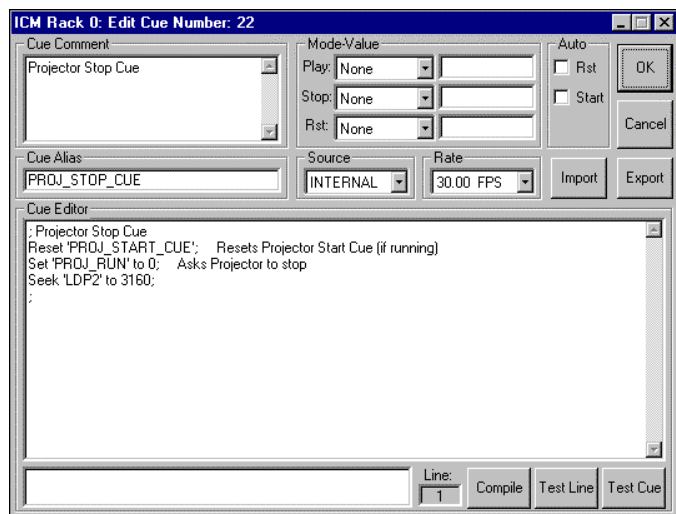 ICM Rack 0: Edit Cue Number: 22
Cue Comment
Projector Stop Cue
Mode-Value
Play: None
Stop: None
Rst: None
Auto
Rst
Start
OK
Cancel
Cue Alias
PROJ_STOP_CUE
Source
INTERNAL
Rate
30.00 FPS
Import
Export
Cue Editor
; Projector Stop Cue
Reset 'PROJ_START_CUE'; Resets Projector Start Cue (if running)
Set 'PROJ_RUN' to 0; Asks Projector to stop
Seek 'LDP2' to 3160;
;
Line:
1
Compile
Test Line
Test Cue